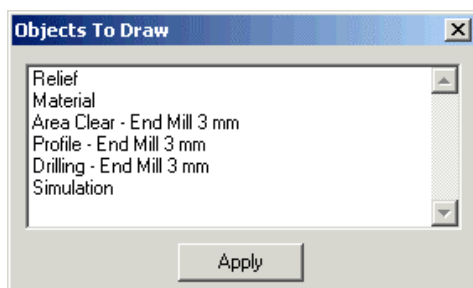 Objects To Draw
Relief
Material
Area Clear - End Mill 3 mm
Profile - End Mill 3 mm
Drilling - End Mill 3 mm
Simulation
Apply